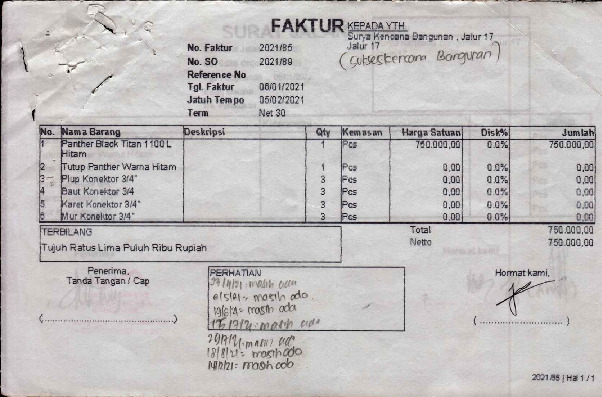 FAKTUR
KEPADA YTH.
Surya Kencana Bangunan , Jalur 17
Jalur 17
No. Faktur 2021/85
No. SO 2021/89
Reference No
Tgl. Faktur 06/01/2021
Jatuh Tempo 05/02/2021
Term Net 30
Bangunan)
No. Nama Barang Deskripsi Qty Kemasan Harga Satuan Disk% Jumlah
1 Panther Black Titan 1100 L 1 Pcs 750.000,00 0.0% 750.000,00
Hitam
2 Tutup Panther Warna Hitam 1 Pcs 0,00 0.0% 0,00
3 Plup Konektor 3/4" 3 Pcs 0,00 0.0% 0,00
4 Baut Konektor 3/4 3 Pcs 0,00 0.0% 0,00
5 Karet Konektor 3/4" 3 Pcs 0,00 0.0% 0,00
6 Mur Konektor 3/4" 3 Pcs 0,00 0.0% 0,00
TERBILANG
Tujuh Ratus Lima Puluh Ribu Rupiah
Total 750.000,00
Netto 750.000,00
Penerima,
Tanda Tangan / Cap
(..............................)
PERHATIAN
masih ada
6/5/21= masih ada
masih ada
masih ada
masih ada
18/8/21= masih ada
masih ada
Hormat kami,
(....................)
2021/85 | Hal 1 / 1